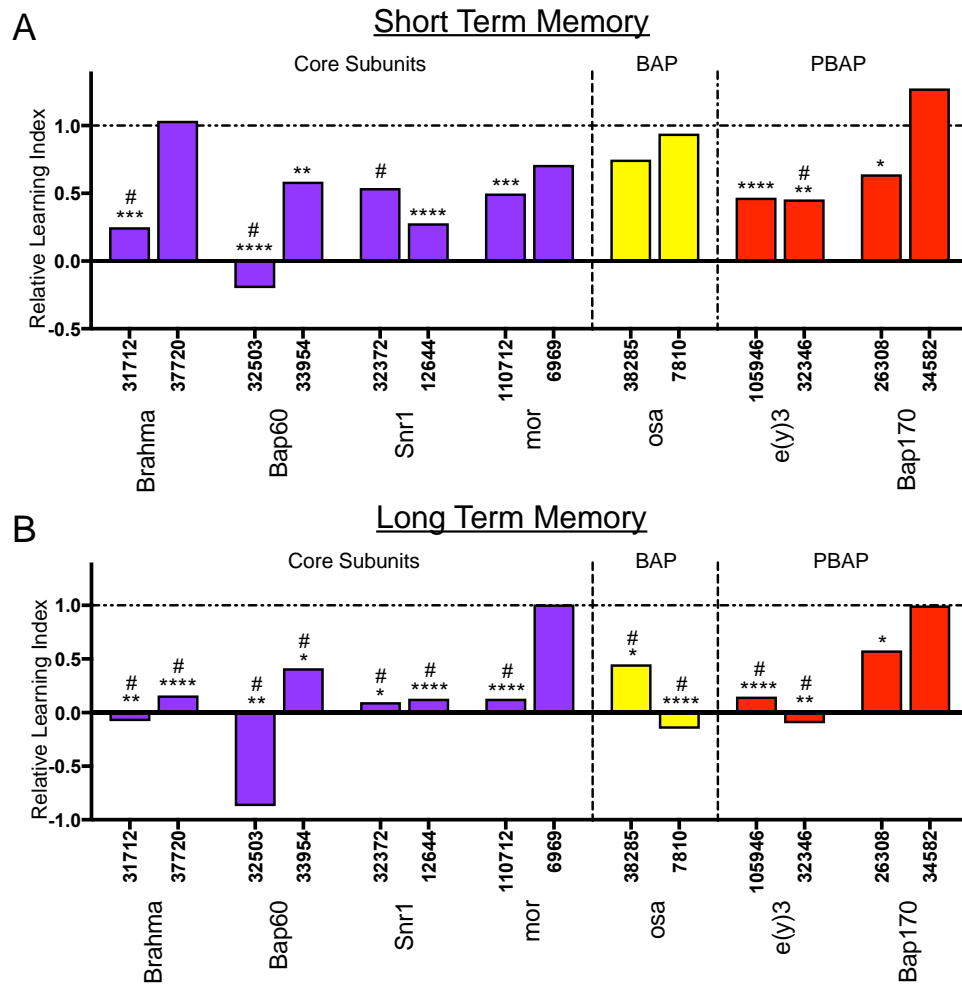 A
Short Term Memory
Core Subunits BAP PBAP
Relative Learning Index
1.0
0.5
0.0
-0.5
# *** # **** ** # **** *** **** # ** *
31712 37720 32503 33954 32372 12644 110712 6969 38285 7810 105946 32346 26308 34582
Brahma Bap60 Snr1 mor osa e(y)3 Bap170
B
Long Term Memory
Core Subunits BAP PBAP
Relative Learning Index
1.0
0.5
0.0
-0.5
-1.0
# ** # **** # ** # * # * # **** # **** # * # **** # **** # ** *
31712 37720 32503 33954 32372 12644 110712 6969 38285 7810 105946 32346 26308 34582
Brahma Bap60 Snr1 mor osa e(y)3 Bap170